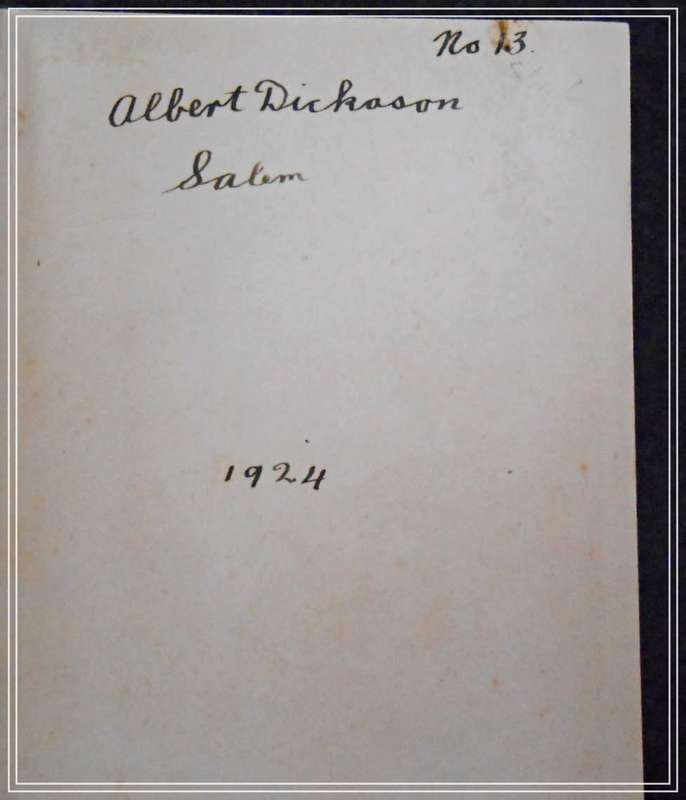 No 13.
Albert Dickason
Salem
1924